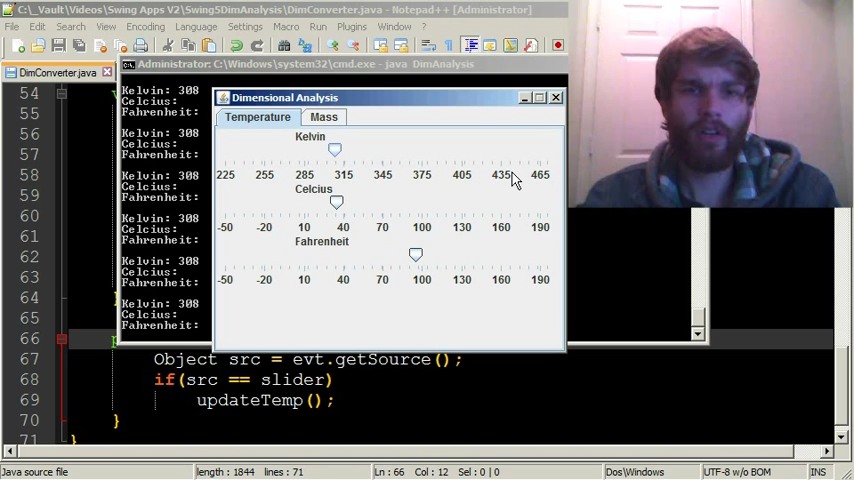 C:\_Vault\Videos\Swing Apps V2\Swing5DimAnalysis\DimConverter.java - Notepad++ [Administrator]
File Edit Search View Encoding Language Settings Macro Run Plugins Window ?
DimConverter.java
Administrator: C:\Windows\system32\cmd.exe - java DimAnalysis
54
55
56
57
58
59
60
61
62
63
64
65
66
67
68
69
70
71
Kelvin: 308
Celcius:
Fahrenheit:
Kelvin: 308
Celcius:
Fahrenheit:
Kelvin: 308
Celcius:
Fahrenheit:
Kelvin: 308
Celcius:
Fahrenheit:
Kelvin: 308
Celcius:
Fahrenheit:
Kelvin: 308
Celcius:
Fahrenheit:
Dimensional Analysis
Temperature Mass
Kelvin
225 255 285 315 345 375 405 435 465
Celcius
-50 -20 10 40 70 100 130 160 190
Fahrenheit
-50 -20 10 40 70 100 130 160 190
Object src = evt.getSource();
if(src == slider)
updateTemp();
}
}
Java source file length : 1844 lines : 71 Ln : 66 Col : 12 Sel : 0 | 0 Dos\Windows UTF-8 w/o BOM INS